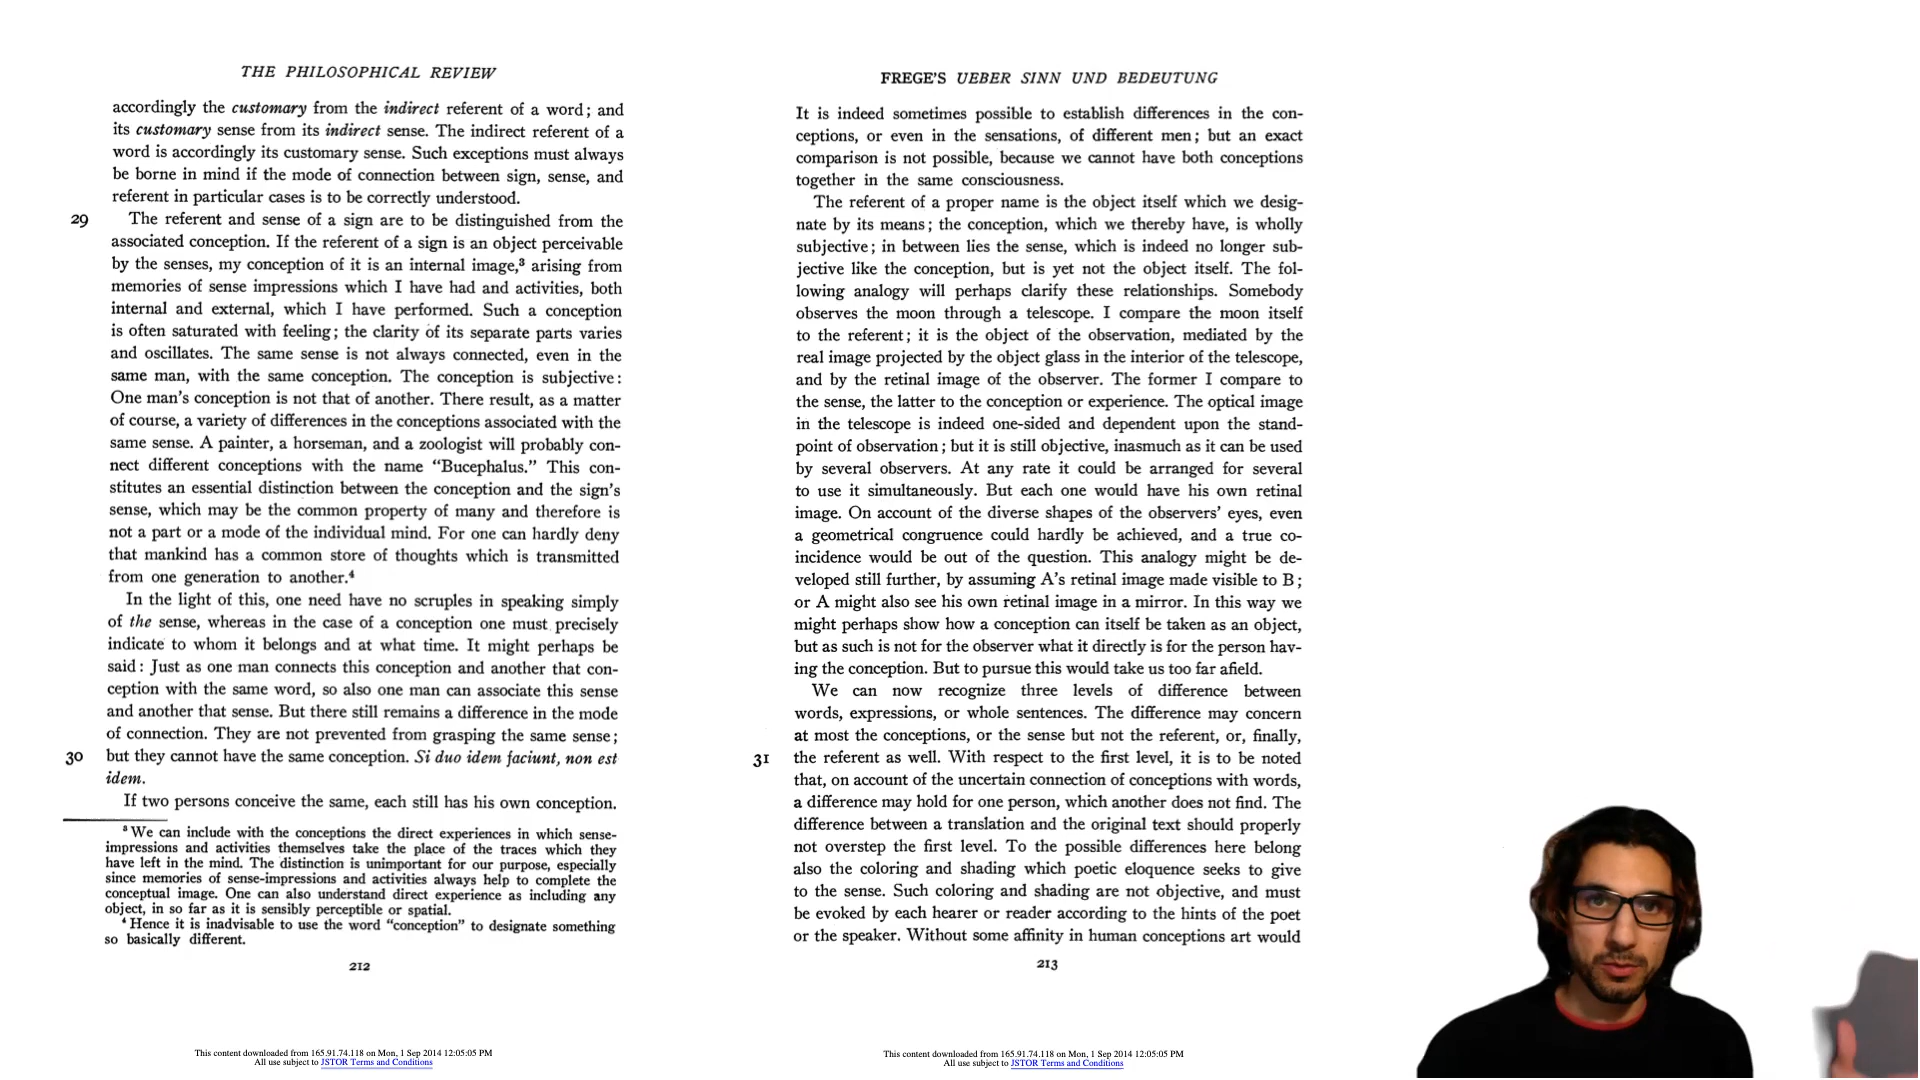 THE PHILOSOPHICAL REVIEW
accordingly the customary from the indirect referent of a word; and
its customary sense from its indirect sense. The indirect referent of a
word is accordingly its customary sense. Such exceptions must always
be borne in mind if the mode of connection between sign, sense, and
referent in particular cases is to be correctly understood.
29 The referent and sense of a sign are to be distinguished from the
associated conception. If the referent of a sign is an object perceivable
by the senses, my conception of it is an internal image,³ arising from
memories of sense impressions which I have had and activities, both
internal and external, which I have performed. Such a conception
is often saturated with feeling; the clarity of its separate parts varies
and oscillates. The same sense is not always connected, even in the
same man, with the same conception. The conception is subjective:
One man's conception is not that of another. There result, as a matter
of course, a variety of differences in the conceptions associated with the
same sense. A painter, a horseman, and a zoologist will probably con-
nect different conceptions with the name “Bucephalus.” This con-
stitutes an essential distinction between the conception and the sign's
sense, which may be the common property of many and therefore is
not a part or a mode of the individual mind. For one can hardly deny
that mankind has a common store of thoughts which is transmitted
from one generation to another.⁴
In the light of this, one need have no scruples in speaking simply
of the sense, whereas in the case of a conception one must precisely
indicate to whom it belongs and at what time. It might perhaps be
said: Just as one man connects this conception and another that con-
ception with the same word, so also one man can associate this sense
and another that sense. But there still remains a difference in the mode
of connection. They are not prevented from grasping the same sense;
30 but they cannot have the same conception. Si duo idem faciunt, non est
idem.
If two persons conceive the same, each still has his own conception.
³ We can include with the conceptions the direct experiences in which sense-
impressions and activities themselves take the place of the traces which they
have left in the mind. The distinction is unimportant for our purpose, especially
since memories of sense-impressions and activities always help to complete the
conceptual image. One can also understand direct experience as including any
object, in so far as it is sensibly perceptible or spatial.
⁴ Hence it is inadvisable to use the word “conception” to designate something
so basically different.
212
This content downloaded from 165.91.74.118 on Mon, 1 Sep 2014 12:05:05 PM
All use subject to JSTOR Terms and Conditions
FREGE'S UEBER SINN UND BEDEUTUNG
It is indeed sometimes possible to establish differences in the con-
ceptions, or even in the sensations, of different men; but an exact
comparison is not possible, because we cannot have both conceptions
together in the same consciousness.
The referent of a proper name is the object itself which we desig-
nate by its means; the conception, which we thereby have, is wholly
subjective; in between lies the sense, which is indeed no longer sub-
jective like the conception, but is yet not the object itself. The fol-
lowing analogy will perhaps clarify these relationships. Somebody
observes the moon through a telescope. I compare the moon itself
to the referent; it is the object of the observation, mediated by the
real image projected by the object glass in the interior of the telescope,
and by the retinal image of the observer. The former I compare to
the sense, the latter to the conception or experience. The optical image
in the telescope is indeed one-sided and dependent upon the stand-
point of observation; but it is still objective, inasmuch as it can be used
by several observers. At any rate it could be arranged for several
to use it simultaneously. But each one would have his own retinal
image. On account of the diverse shapes of the observers' eyes, even
a geometrical congruence could hardly be achieved, and a true co-
incidence would be out of the question. This analogy might be de-
veloped still further, by assuming A's retinal image made visible to B;
or A might also see his own retinal image in a mirror. In this way we
might perhaps show how a conception can itself be taken as an object,
but as such is not for the observer what it directly is for the person hav-
ing the conception. But to pursue this would take us too far afield.
We can now recognize three levels of difference between
words, expressions, or whole sentences. The difference may concern
at most the conceptions, or the sense but not the referent, or, finally,
31 the referent as well. With respect to the first level, it is to be noted
that, on account of the uncertain connection of conceptions with words,
a difference may hold for one person, which another does not find. The
difference between a translation and the original text should properly
not overstep the first level. To the possible differences here belong
also the coloring and shading which poetic eloquence seeks to give
to the sense. Such coloring and shading are not objective, and must
be evoked by each hearer or reader according to the hints of the poet
or the speaker. Without some affinity in human conceptions art would
213
This content downloaded from 165.91.74.118 on Mon, 1 Sep 2014 12:05:05 PM
All use subject to JSTOR Terms and Conditions